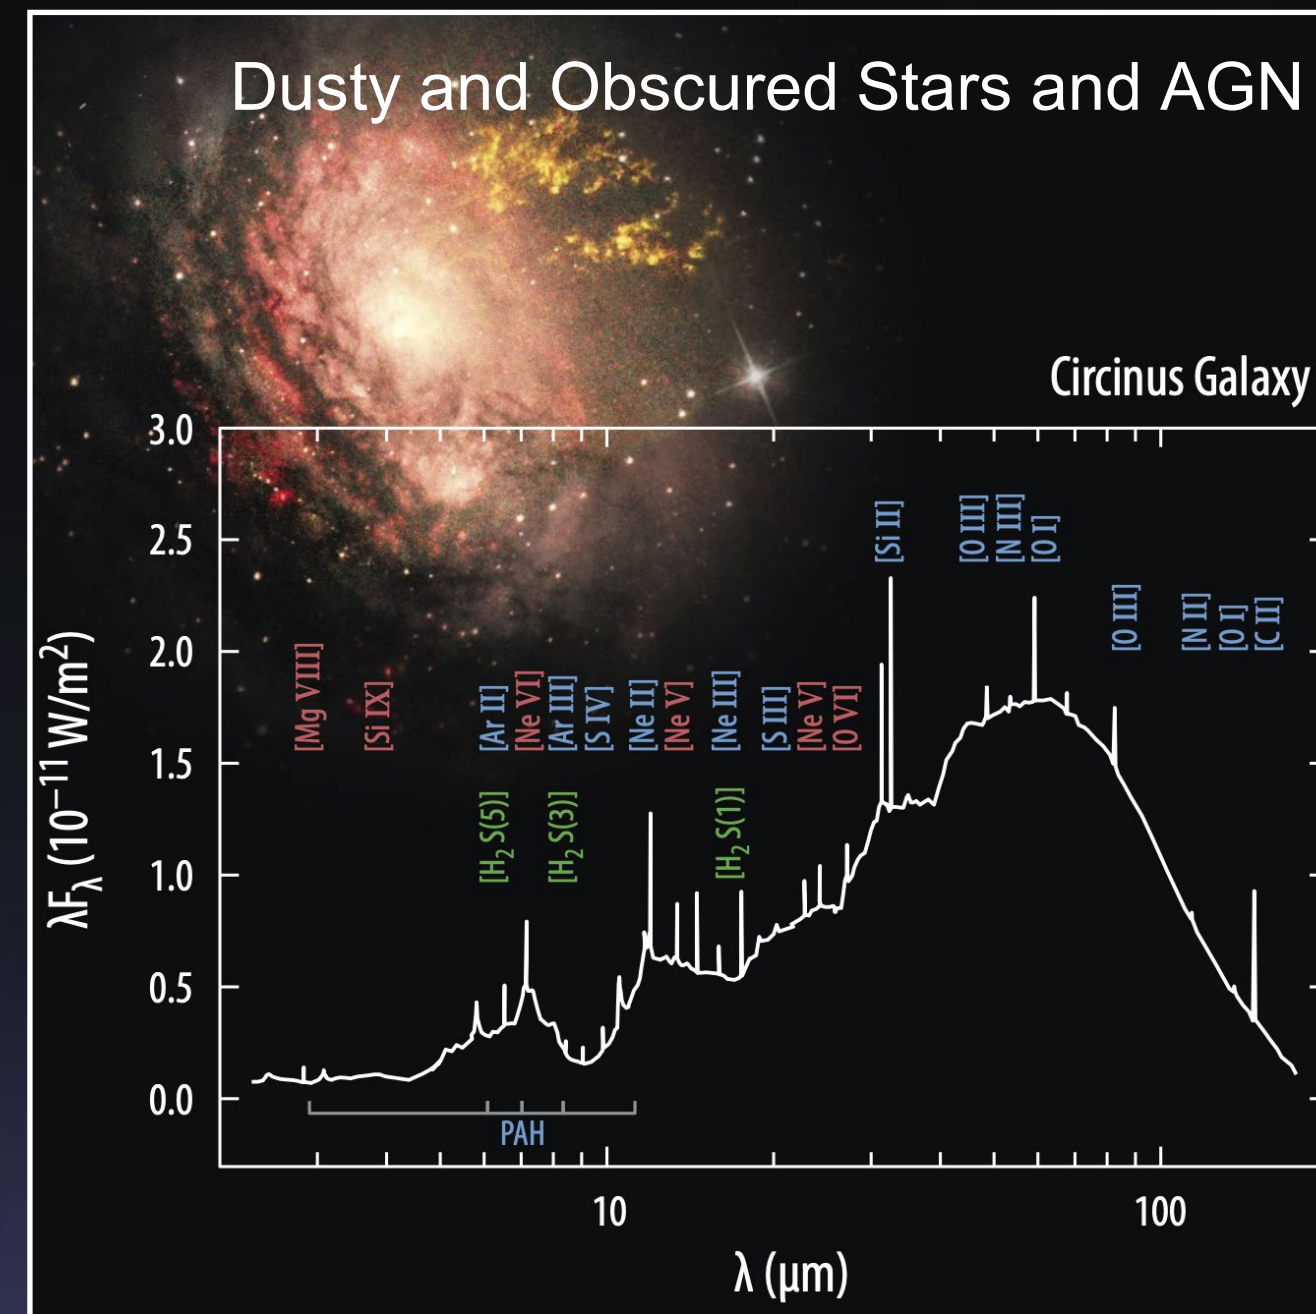 Dusty and Obscured Stars and AGN
Circinus Galaxy
3.0
2.5
2.0
1.5
1.0
0.5
0.0
λFλ (10⁻¹¹ W/m²)
[Mg VIII]
[Si IX]
[Ar II]
[Ne VI]
[Ar III]
[S IV]
[Ne II]
[Ne V]
[Ne III]
[S III]
[Ne V]
[O VI]
[Si II]
[O III]
[N III]
[O I]
[O III]
[N II]
[O I]
[C II]
[H₂ S(5)]
[H₂ S(3)]
[H₂ S(1)]
PAH
10
100
λ (μm)